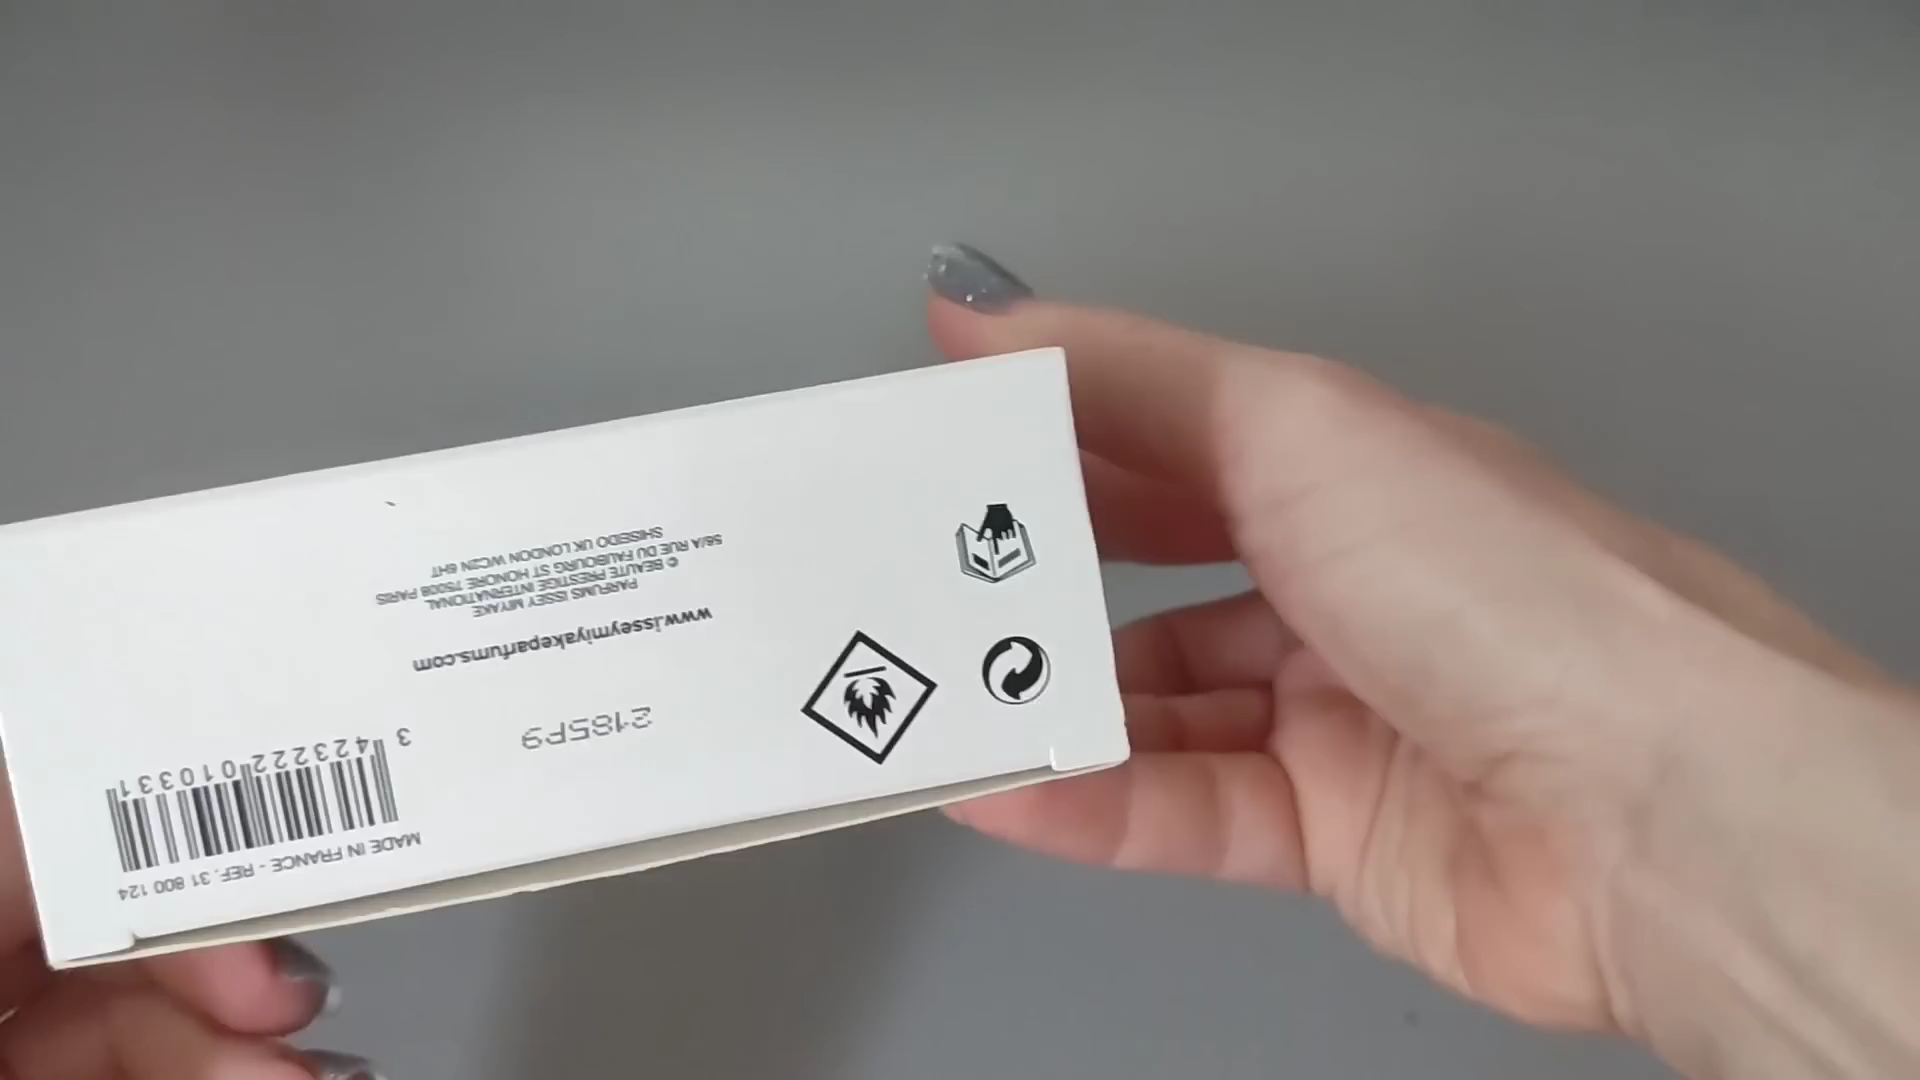 MADE IN FRANCE - REF. 31 800 124
3 423222 010331
2185P9
www.isseymiyakeparfums.com
PARFUMS ISSEY MIYAKE
© BEAUTE PRESTIGE INTERNATIONAL
56/A RUE DU FAUBOURG ST HONORE 75008 PARIS
SHISEIDO UK LONDON WC2N 6HT